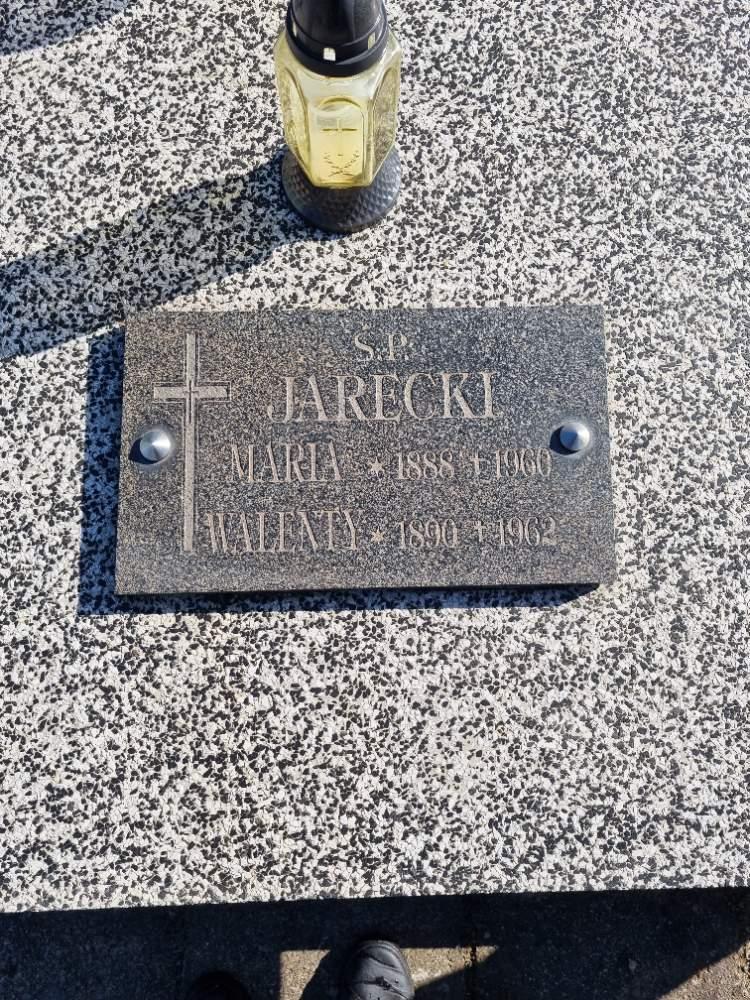 Ś.P.
JARECKI
MARIA * 1888 + 1960
WALENTY * 1890 + 1962